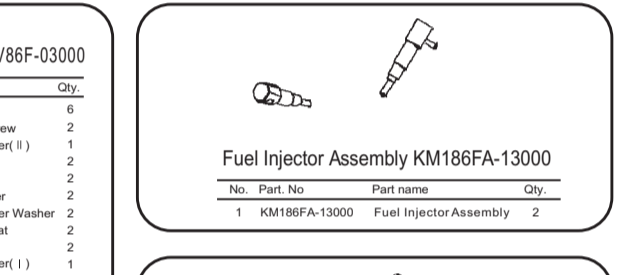 /86F-03000
Qty.
6
ew 2
er(Ⅱ) 1
2
2
r 2
er Washer 2
at 2
2
er(Ⅰ) 1
Fuel Injector Assembly KM186FA-13000
No. Part. No Part name Qty.
1 KM186FA-13000 Fuel Injector Assembly 2